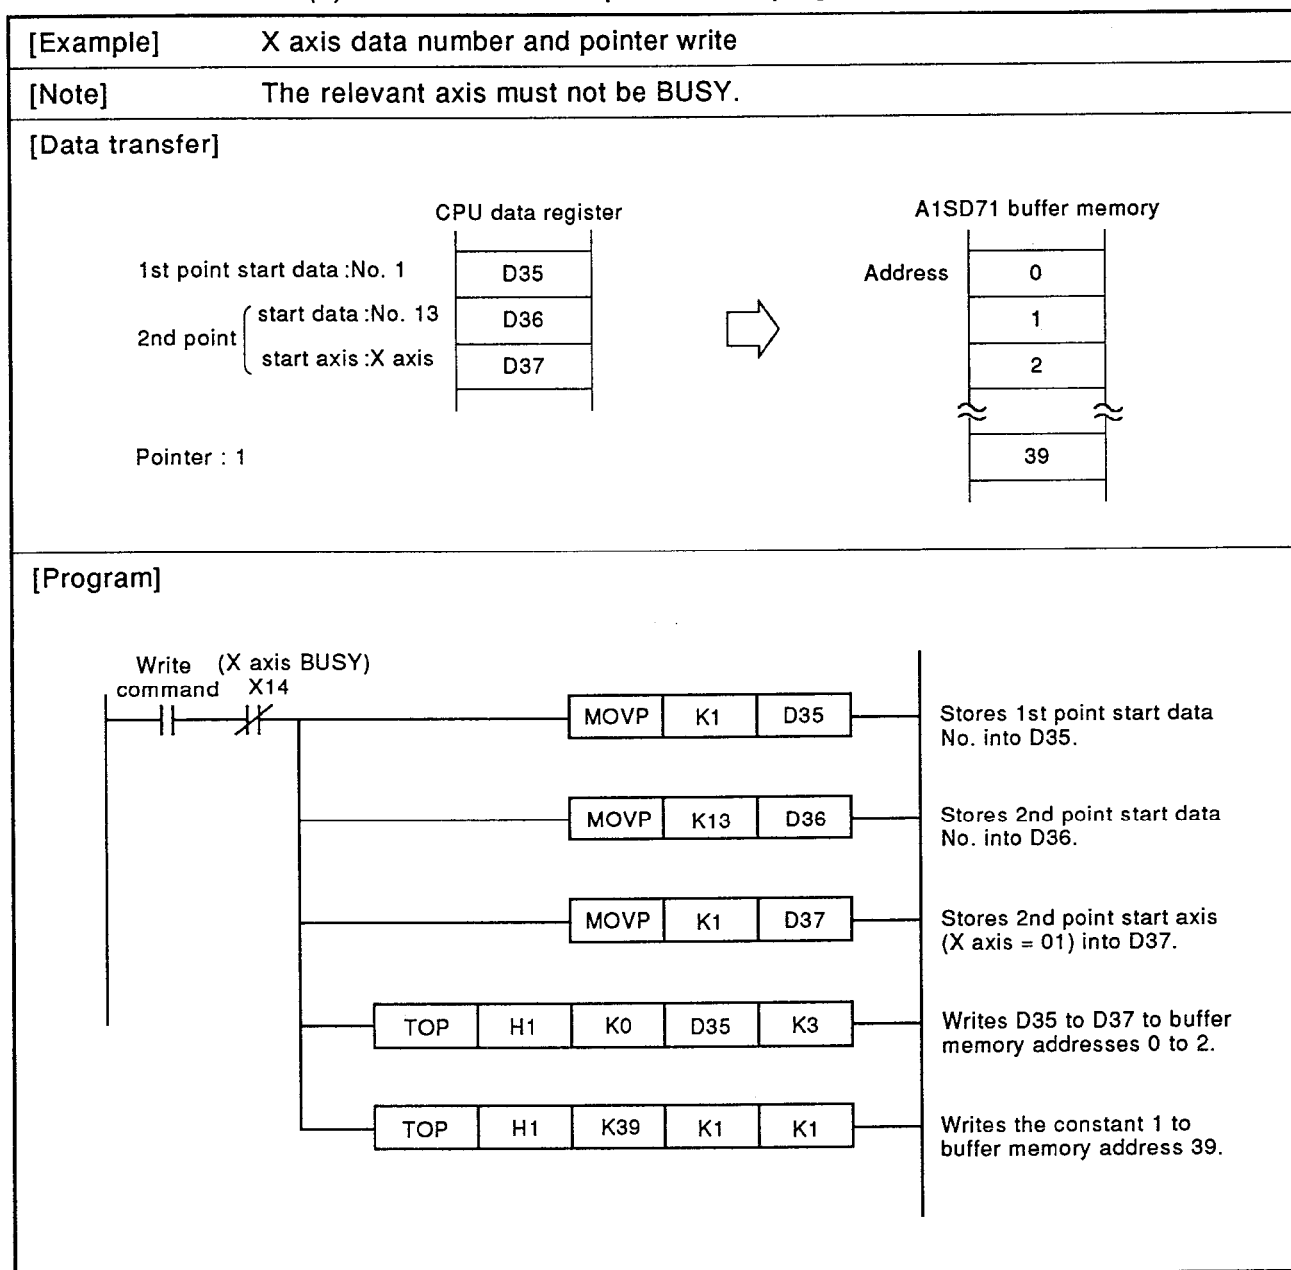 [Example] X axis data number and pointer write
[Note] The relevant axis must not be BUSY.
[Data transfer]
CPU data register
A1SD71 buffer memory
1st point start data :No. 1
D35
Address
0
2nd point
start data :No. 13
D36
1
start axis :X axis
D37
2
Pointer : 1
39
[Program]
Write command
(X axis BUSY)
X14
MOVP K1 D35
Stores 1st point start data
No. into D35.
MOVP K13 D36
Stores 2nd point start data
No. into D36.
MOVP K1 D37
Stores 2nd point start axis
(X axis = 01) into D37.
TOP H1 K0 D35 K3
Writes D35 to D37 to buffer
memory addresses 0 to 2.
TOP H1 K39 K1 K1
Writes the constant 1 to
buffer memory address 39.